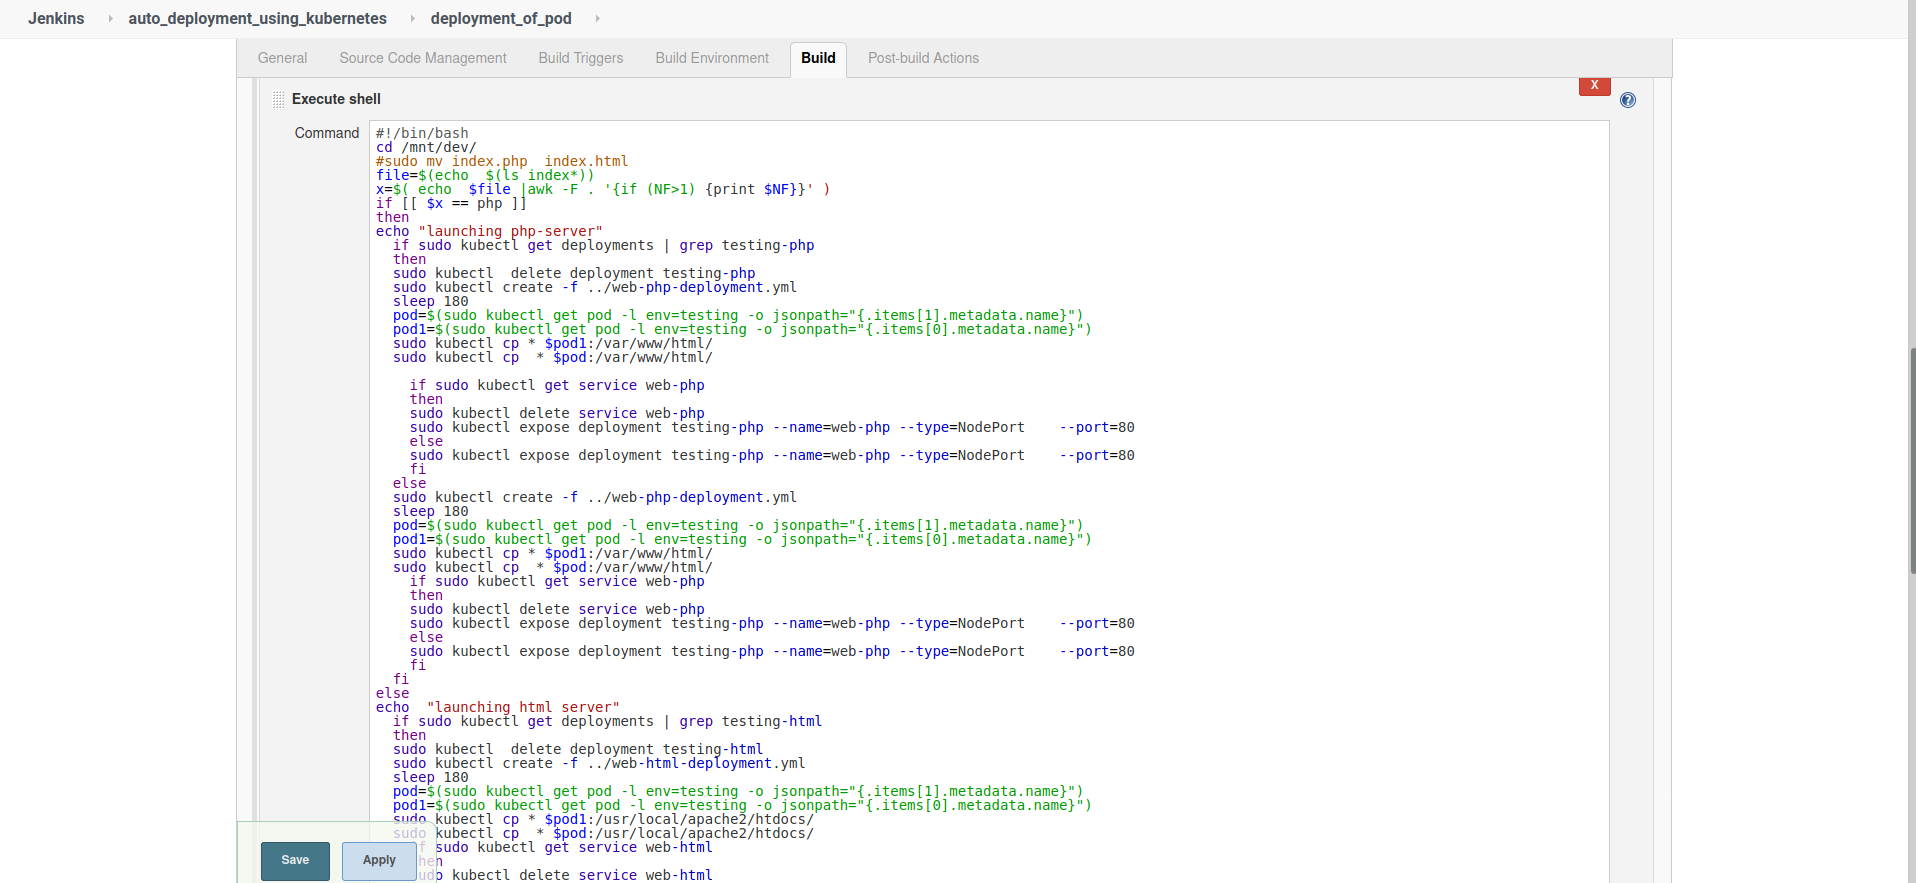 Jenkins auto_deployment_using_kubernetes deployment_of_pod
General Source Code Management Build Triggers Build Environment Build Post-build Actions
X
Execute shell
Command
#!/bin/bash
cd /mnt/dev/
#sudo mv index.php  index.html
file=$(echo  $(ls index*))
x=$( echo  $file |awk -F . '{if (NF>1) {print $NF}}' )
if [[ $x == php ]]
then
echo "launching php-server"
  if sudo kubectl get deployments | grep testing-php
  then
  sudo kubectl  delete deployment testing-php
  sudo kubectl create -f ../web-php-deployment.yml
  sleep 180
  pod=$(sudo kubectl get pod -l env=testing -o jsonpath="{.items[1].metadata.name}")
  pod1=$(sudo kubectl get pod -l env=testing -o jsonpath="{.items[0].metadata.name}")
  sudo kubectl cp * $pod1:/var/www/html/
  sudo kubectl cp  * $pod:/var/www/html/
    if sudo kubectl get service web-php
    then
    sudo kubectl delete service web-php
    sudo kubectl expose deployment testing-php --name=web-php --type=NodePort    --port=80
    else
    sudo kubectl expose deployment testing-php --name=web-php --type=NodePort    --port=80
    fi
  else
  sudo kubectl create -f ../web-php-deployment.yml
  sleep 180
  pod=$(sudo kubectl get pod -l env=testing -o jsonpath="{.items[1].metadata.name}")
  pod1=$(sudo kubectl get pod -l env=testing -o jsonpath="{.items[0].metadata.name}")
  sudo kubectl cp * $pod1:/var/www/html/
  sudo kubectl cp  * $pod:/var/www/html/
    if sudo kubectl get service web-php
    then
    sudo kubectl delete service web-php
    sudo kubectl expose deployment testing-php --name=web-php --type=NodePort    --port=80
    else
    sudo kubectl expose deployment testing-php --name=web-php --type=NodePort    --port=80
    fi
  fi
else
echo  "launching html server"
  if sudo kubectl get deployments | grep testing-html
  then
  sudo kubectl  delete deployment testing-html
  sudo kubectl create -f ../web-html-deployment.yml
  sleep 180
  pod=$(sudo kubectl get pod -l env=testing -o jsonpath="{.items[1].metadata.name}")
  pod1=$(sudo kubectl get pod -l env=testing -o jsonpath="{.items[0].metadata.name}")
  sudo kubectl cp * $pod1:/usr/local/apache2/htdocs/
  sudo kubectl cp  * $pod:/usr/local/apache2/htdocs/
    if sudo kubectl get service web-html
    then
    sudo kubectl delete service web-html
Save Apply